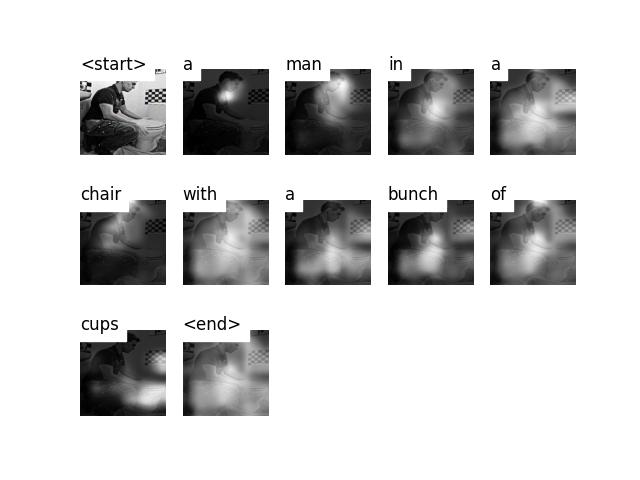 <start> a man in a
chair with a bunch of
cups <end>